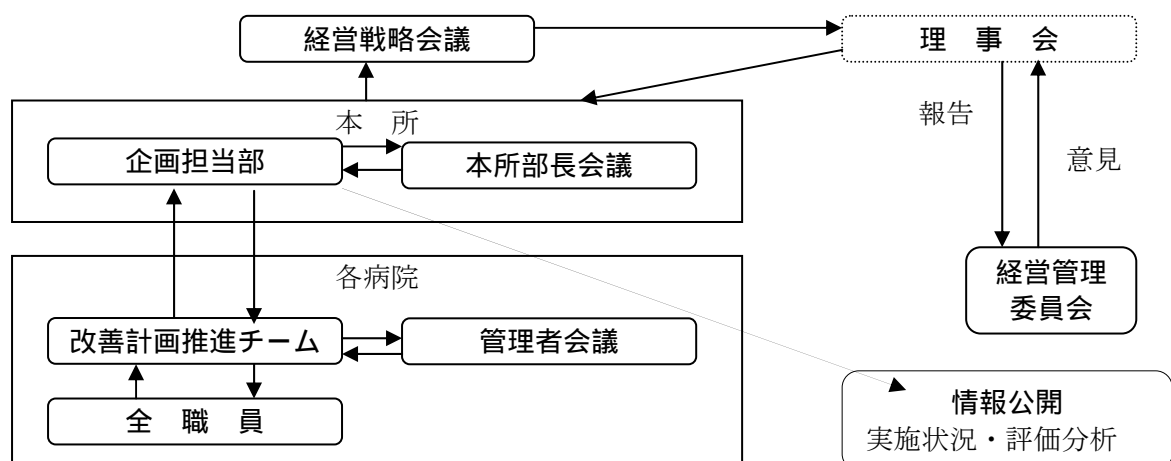 経営戦略会議
理　事　会
本　所
企画担当部
本所部長会議
報告
意見
経営管理
委員会
各病院
改善計画推進チーム
管理者会議
全　職　員
情報公開
実施状況・評価分析